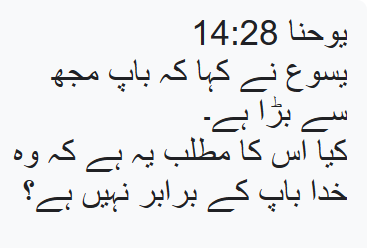 یوحنا 14:28
یسوع نے کہا کہ باپ مجھ
سے بڑا ہے۔
کیا اس کا مطلب یہ ہے کہ وہ
خدا باپ کے برابر نہیں ہے؟